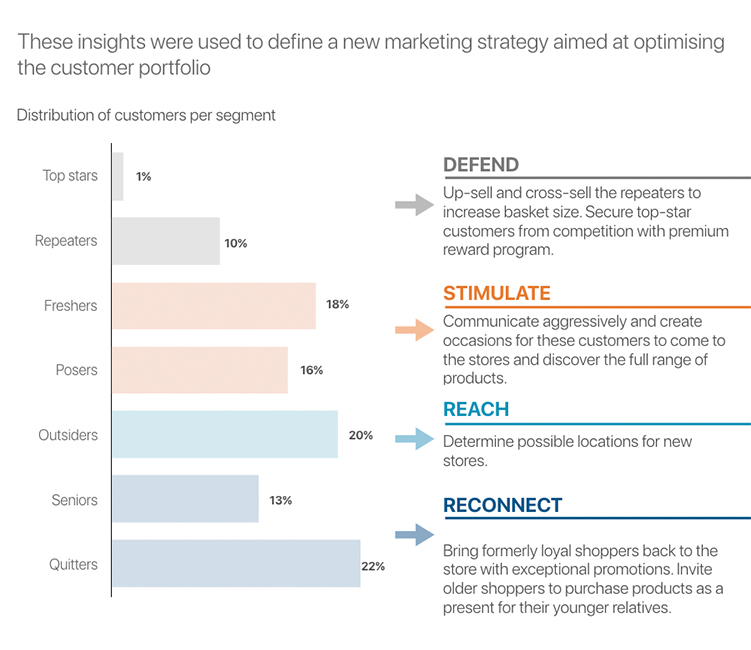 These insights were used to define a new marketing strategy aimed at optimising
the customer portfolio
Distribution of customers per segment
Top stars
1%
Repeaters
10%
Freshers
18%
Posers
16%
Outsiders
20%
Seniors
13%
Quitters
22%
DEFEND
Up-sell and cross-sell the repeaters to
increase basket size. Secure top-star
customers from competition with premium
reward program.
STIMULATE
Communicate aggressively and create
occasions for these customers to come to
the stores and discover the full range of
products.
REACH
Determine possible locations for new
stores.
RECONNECT
Bring formerly loyal shoppers back to the
store with exceptional promotions. Invite
older shoppers to purchase products as a
present for their younger relatives.